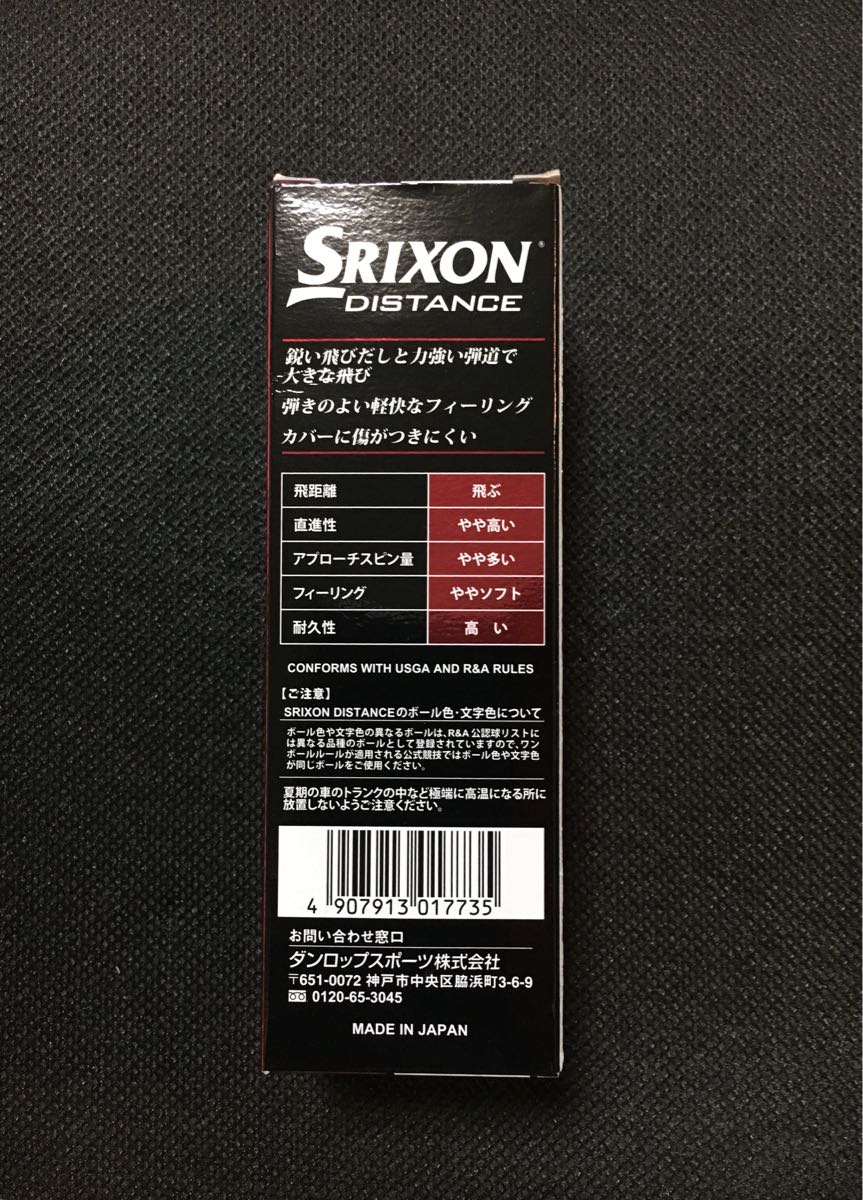 SRIXON®
DISTANCE
鋭い飛びだしと力強い弾道で
大きな飛び
弾きのよい軽快なフィーリング
カバーに傷がつきにくい
飛距離 飛ぶ
直進性 やや高い
アプローチスピン量 やや多い
フィーリング ややソフト
耐久性 高い
CONFORMS WITH USGA AND R&A RULES
【ご注意】
SRIXON DISTANCEのボール色・文字色について
ボール色や文字色の異なるボールは、R&A公認球リストに
は異なる品種のボールとして登録されていますので、ワン
ボールルールが適用される公式競技ではボール色や文字色
が同じボールをご使用ください。
夏期の車のトランクの中など極端に高温になる所に
放置しないようご注意ください。
4 907913 017735
お問い合わせ窓口
ダンロップスポーツ株式会社
〒651-0072 神戸市中央区脇浜町3-6-9
0120-65-3045
MADE IN JAPAN